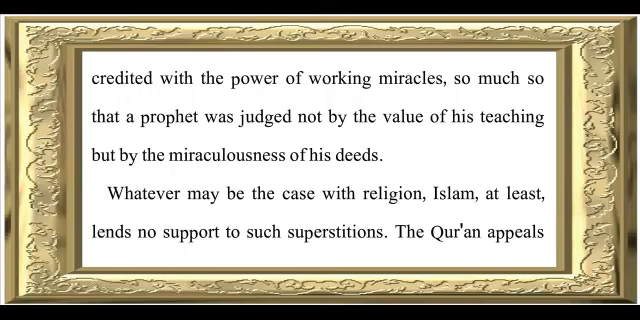 credited with the power of working miracles, so much so
that a prophet was judged not by the value of his teaching
but by the miraculousness of his deeds.
Whatever may be the case with religion, Islam, at least,
lends no support to such superstitions. The Qur'an appeals